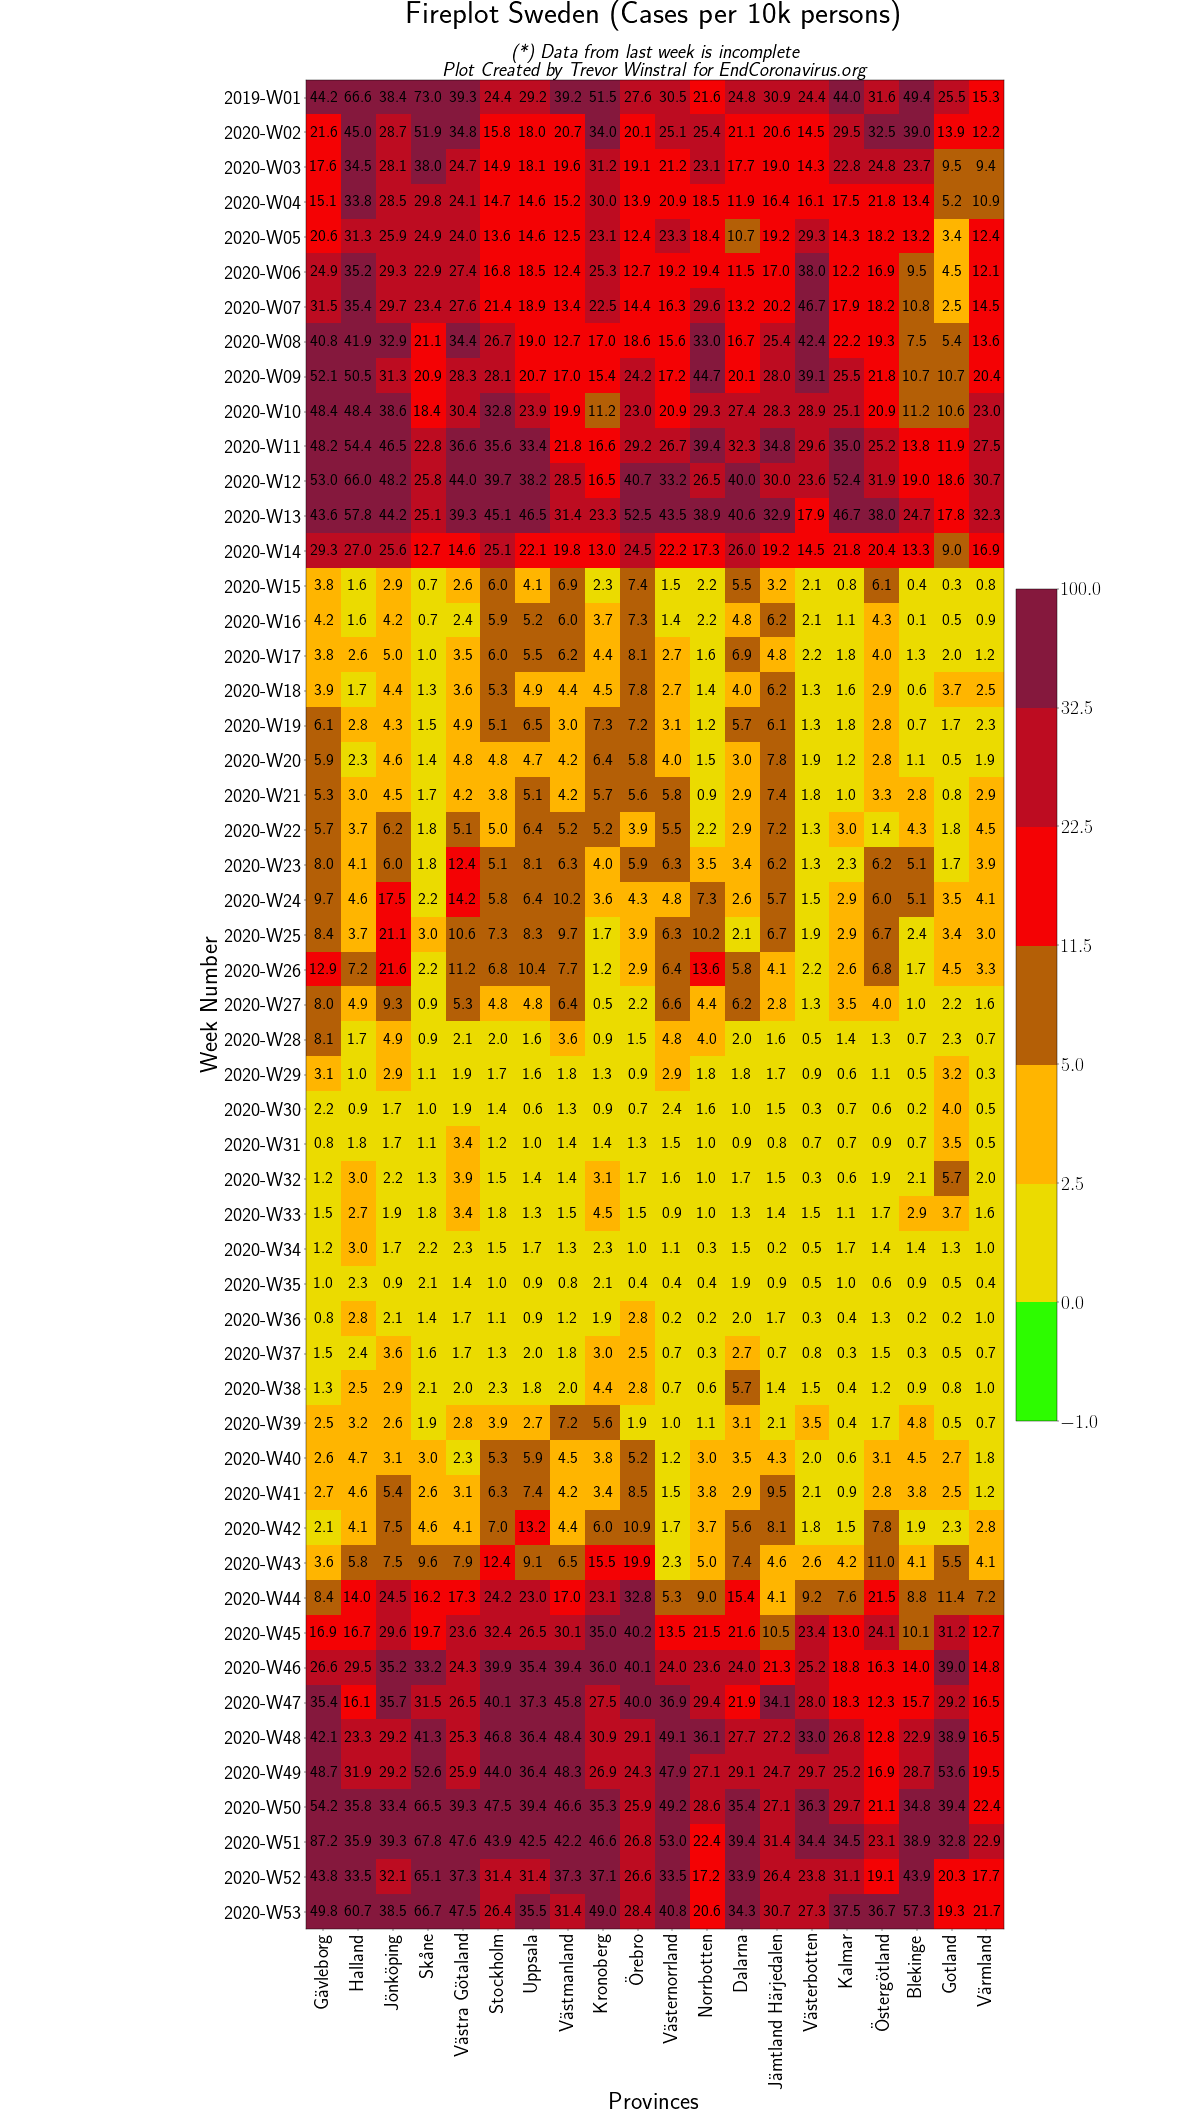 Fireplot Sweden (Cases per 10k persons)
(*) Data from last week is incomplete
Plot Created by Trevor Winstral for EndCoronavirus.org
2019-W01 44.2 66.6 38.4 73.0 39.3 24.4 29.2 39.2 51.5 27.6 30.5 21.6 24.8 30.9 24.4 44.0 31.6 49.4 25.5 15.3
2020-W02 21.6 45.0 28.7 51.9 34.8 15.8 18.0 20.7 34.0 20.1 25.1 25.4 21.1 20.6 14.5 29.5 32.5 39.0 13.9 12.2
2020-W03 17.6 34.5 28.1 38.0 24.7 14.9 18.1 19.6 31.2 19.1 21.2 23.1 17.7 19.0 14.3 22.8 24.8 23.7 9.5 9.4
2020-W04 15.1 33.8 28.5 29.8 24.1 14.7 14.6 15.2 30.0 13.9 20.9 18.5 11.9 16.4 16.1 17.5 21.8 13.4 5.2 10.9
2020-W05 20.6 31.3 25.9 24.9 24.0 13.6 14.6 12.5 23.1 12.4 23.3 18.4 10.7 19.2 29.3 14.3 18.2 13.2 3.4 12.4
2020-W06 24.9 35.2 29.3 22.9 27.4 16.8 18.5 12.4 25.3 12.7 19.2 19.4 11.5 17.0 38.0 12.2 16.9 9.5 4.5 12.1
2020-W07 31.5 35.4 29.7 23.4 27.6 21.4 18.9 13.4 22.5 14.4 16.3 29.6 13.2 20.2 46.7 17.9 18.2 10.8 2.5 14.5
2020-W08 40.8 41.9 32.9 21.1 34.4 26.7 19.0 12.7 17.0 18.6 15.6 33.0 16.7 25.4 42.4 22.2 19.3 7.5 5.4 13.6
2020-W09 52.1 50.5 31.3 20.9 28.3 28.1 20.7 17.0 15.4 24.2 17.2 44.7 20.1 28.0 39.1 25.5 21.8 10.7 10.7 20.4
2020-W10 48.4 48.4 38.6 18.4 30.4 32.8 23.9 19.9 11.2 23.0 20.9 29.3 27.4 28.3 28.9 25.1 20.9 11.2 10.6 23.0
2020-W11 48.2 54.4 46.5 22.8 36.6 35.6 33.4 21.8 16.6 29.2 26.7 39.4 32.3 34.8 29.6 35.0 25.2 13.8 11.9 27.5
2020-W12 53.0 66.0 48.2 25.8 44.0 39.7 38.2 28.5 16.5 40.7 33.2 26.5 40.0 30.0 23.6 52.4 31.9 19.0 18.6 30.7
2020-W13 43.6 57.8 44.2 25.1 39.3 45.1 46.5 31.4 23.3 52.5 43.5 38.9 40.6 32.9 17.9 46.7 38.0 24.7 17.8 32.3
2020-W14 29.3 27.0 25.6 12.7 14.6 25.1 22.1 19.8 13.0 24.5 22.2 17.3 26.0 19.2 14.5 21.8 20.4 13.3 9.0 16.9
2020-W15 3.8 1.6 2.9 0.7 2.6 6.0 4.1 6.9 2.3 7.4 1.5 2.2 5.5 3.2 2.1 0.8 6.1 0.4 0.3 0.8
2020-W16 4.2 1.6 4.2 0.7 2.4 5.9 5.2 6.0 3.7 7.3 1.4 2.2 4.8 6.2 2.1 1.1 4.3 0.1 0.5 0.9
2020-W17 3.8 2.6 5.0 1.0 3.5 6.0 5.5 6.2 4.4 8.1 2.7 1.6 6.9 4.8 2.2 1.8 4.0 1.3 2.0 1.2
2020-W18 3.9 1.7 4.4 1.3 3.6 5.3 4.9 4.4 4.5 7.8 2.7 1.4 4.0 6.2 1.3 1.6 2.9 0.6 3.7 2.5
2020-W19 6.1 2.8 4.3 1.5 4.9 5.1 6.5 3.0 7.3 7.2 3.1 1.2 5.7 6.1 1.3 1.8 2.8 0.7 1.7 2.3
2020-W20 5.9 2.3 4.6 1.4 4.8 4.8 4.7 4.2 6.4 5.8 4.0 1.5 3.0 7.8 1.9 1.2 2.8 1.1 0.5 1.9
2020-W21 5.3 3.0 4.5 1.7 4.2 3.8 5.1 4.2 5.7 5.6 5.8 0.9 2.9 7.4 1.8 1.0 3.3 2.8 0.8 2.9
2020-W22 5.7 3.7 6.2 1.8 5.1 5.0 6.4 5.2 5.2 3.9 5.5 2.2 2.9 7.2 1.3 3.0 1.4 4.3 1.8 4.5
2020-W23 8.0 4.1 6.0 1.8 12.4 5.1 8.1 6.3 4.0 5.9 6.3 3.5 3.4 6.2 1.3 2.3 6.2 5.1 1.7 3.9
2020-W24 9.7 4.6 17.5 2.2 14.2 5.8 6.4 10.2 3.6 4.3 4.8 7.3 2.6 5.7 1.5 2.9 6.0 5.1 3.5 4.1
2020-W25 8.4 3.7 21.1 3.0 10.6 7.3 8.3 9.7 1.7 3.9 6.3 10.2 2.1 6.7 1.9 2.9 6.7 2.4 3.4 3.0
2020-W26 12.9 7.2 21.6 2.2 11.2 6.8 10.4 7.7 1.2 2.9 6.4 13.6 5.8 4.1 2.2 2.6 6.8 1.7 4.5 3.3
2020-W27 8.0 4.9 9.3 0.9 5.3 4.8 4.8 6.4 0.5 2.2 6.6 4.4 6.2 2.8 1.3 3.5 4.0 1.0 2.2 1.6
2020-W28 8.1 1.7 4.9 0.9 2.1 2.0 1.6 3.6 0.9 1.5 4.8 4.0 2.0 1.6 0.5 1.4 1.3 0.7 2.3 0.7
2020-W29 3.1 1.0 2.9 1.1 1.9 1.7 1.6 1.8 1.3 0.9 2.9 1.8 1.8 1.7 0.9 0.6 1.1 0.5 3.2 0.3
2020-W30 2.2 0.9 1.7 1.0 1.9 1.4 0.6 1.3 0.9 0.7 2.4 1.6 1.0 1.5 0.3 0.7 0.6 0.2 4.0 0.5
2020-W31 0.8 1.8 1.7 1.1 3.4 1.2 1.0 1.4 1.4 1.3 1.5 1.0 0.9 0.8 0.7 0.7 0.9 0.7 3.5 0.5
2020-W32 1.2 3.0 2.2 1.3 3.9 1.5 1.4 1.4 3.1 1.7 1.6 1.0 1.7 1.5 0.3 0.6 1.9 2.1 5.7 2.0
2020-W33 1.5 2.7 1.9 1.8 3.4 1.8 1.3 1.5 4.5 1.5 0.9 1.0 1.3 1.4 1.5 1.1 1.7 2.9 3.7 1.6
2020-W34 1.2 3.0 1.7 2.2 2.3 1.5 1.7 1.3 2.3 1.0 1.1 0.3 1.5 0.2 0.5 1.7 1.4 1.4 1.3 1.0
2020-W35 1.0 2.3 0.9 2.1 1.4 1.0 0.9 0.8 2.1 0.4 0.4 0.4 1.9 0.9 0.5 1.0 0.6 0.9 0.5 0.4
2020-W36 0.8 2.8 2.1 1.4 1.7 1.1 0.9 1.2 1.9 2.8 0.2 0.2 2.0 1.7 0.3 0.4 1.3 0.2 0.2 1.0
2020-W37 1.5 2.4 3.6 1.6 1.7 1.3 2.0 1.8 3.0 2.5 0.7 0.3 2.7 0.7 0.8 0.3 1.5 0.3 0.5 0.7
2020-W38 1.3 2.5 2.9 2.1 2.0 2.3 1.8 2.0 4.4 2.8 0.7 0.6 5.7 1.4 1.5 0.4 1.2 0.9 0.8 1.0
2020-W39 2.5 3.2 2.6 1.9 2.8 3.9 2.7 7.2 5.6 1.9 1.0 1.1 3.1 2.1 3.5 0.4 1.7 4.8 0.5 0.7
2020-W40 2.6 4.7 3.1 3.0 2.3 5.3 5.9 4.5 3.8 5.2 1.2 3.0 3.5 4.3 2.0 0.6 3.1 4.5 2.7 1.8
2020-W41 2.7 4.6 5.4 2.6 3.1 6.3 7.4 4.2 3.4 8.5 1.5 3.8 2.9 9.5 2.1 0.9 2.8 3.8 2.5 1.2
2020-W42 2.1 4.1 7.5 4.6 4.1 7.0 13.2 4.4 6.0 10.9 1.7 3.7 5.6 8.1 1.8 1.5 7.8 1.9 2.3 2.8
2020-W43 3.6 5.8 7.5 9.6 7.9 12.4 9.1 6.5 15.5 19.9 2.3 5.0 7.4 4.6 2.6 4.2 11.0 4.1 5.5 4.1
2020-W44 8.4 14.0 24.5 16.2 17.3 24.2 23.0 17.0 23.1 32.8 5.3 9.0 15.4 4.1 9.2 7.6 21.5 8.8 11.4 7.2
2020-W45 16.9 16.7 29.6 19.7 23.6 32.4 26.5 30.1 35.0 40.2 13.5 21.5 21.6 10.5 23.4 13.0 24.1 10.1 31.2 12.7
2020-W46 26.6 29.5 35.2 33.2 24.3 39.9 35.4 39.4 36.0 40.1 24.0 23.6 24.0 21.3 25.2 18.8 16.3 14.0 39.0 14.8
2020-W47 35.4 16.1 35.7 31.5 26.5 40.1 37.3 45.8 27.5 40.0 36.9 29.4 21.9 34.1 28.0 18.3 12.3 15.7 29.2 16.5
2020-W48 42.1 23.3 29.2 41.3 25.3 46.8 36.4 48.4 30.9 29.1 49.1 36.1 27.7 27.2 33.0 26.8 12.8 22.9 38.9 16.5
2020-W49 48.7 31.9 29.2 52.6 25.9 44.0 36.4 48.3 26.9 24.3 47.9 27.1 29.1 24.7 29.7 25.2 16.9 28.7 53.6 19.5
2020-W50 54.2 35.8 33.4 66.5 39.3 47.5 39.4 46.6 35.3 25.9 49.2 28.6 35.4 27.1 36.3 29.7 21.1 34.8 39.4 22.4
2020-W51 87.2 35.9 39.3 67.8 47.6 43.9 42.5 42.2 46.6 26.8 53.0 22.4 39.4 31.4 34.4 34.5 23.1 38.9 32.8 22.9
2020-W52 43.8 33.5 32.1 65.1 37.3 31.4 31.4 37.3 37.1 26.6 33.5 17.2 33.9 26.4 23.8 31.1 19.1 43.9 20.3 17.7
2020-W53 49.8 60.7 38.5 66.7 47.5 26.4 35.5 31.4 49.0 28.4 40.8 20.6 34.3 30.7 27.3 37.5 36.7 57.3 19.3 21.7
Week Number
Gävleborg
Halland
Jönköping
Skåne
Västra Götaland
Stockholm
Uppsala
Västmanland
Kronoberg
Örebro
Västernorrland
Norrbotten
Dalarna
Jämtland Härjedalen
Västerbotten
Kalmar
Östergötland
Blekinge
Gotland
Värmland
Provinces
100.0
32.5
22.5
11.5
5.0
2.5
0.0
−1.0